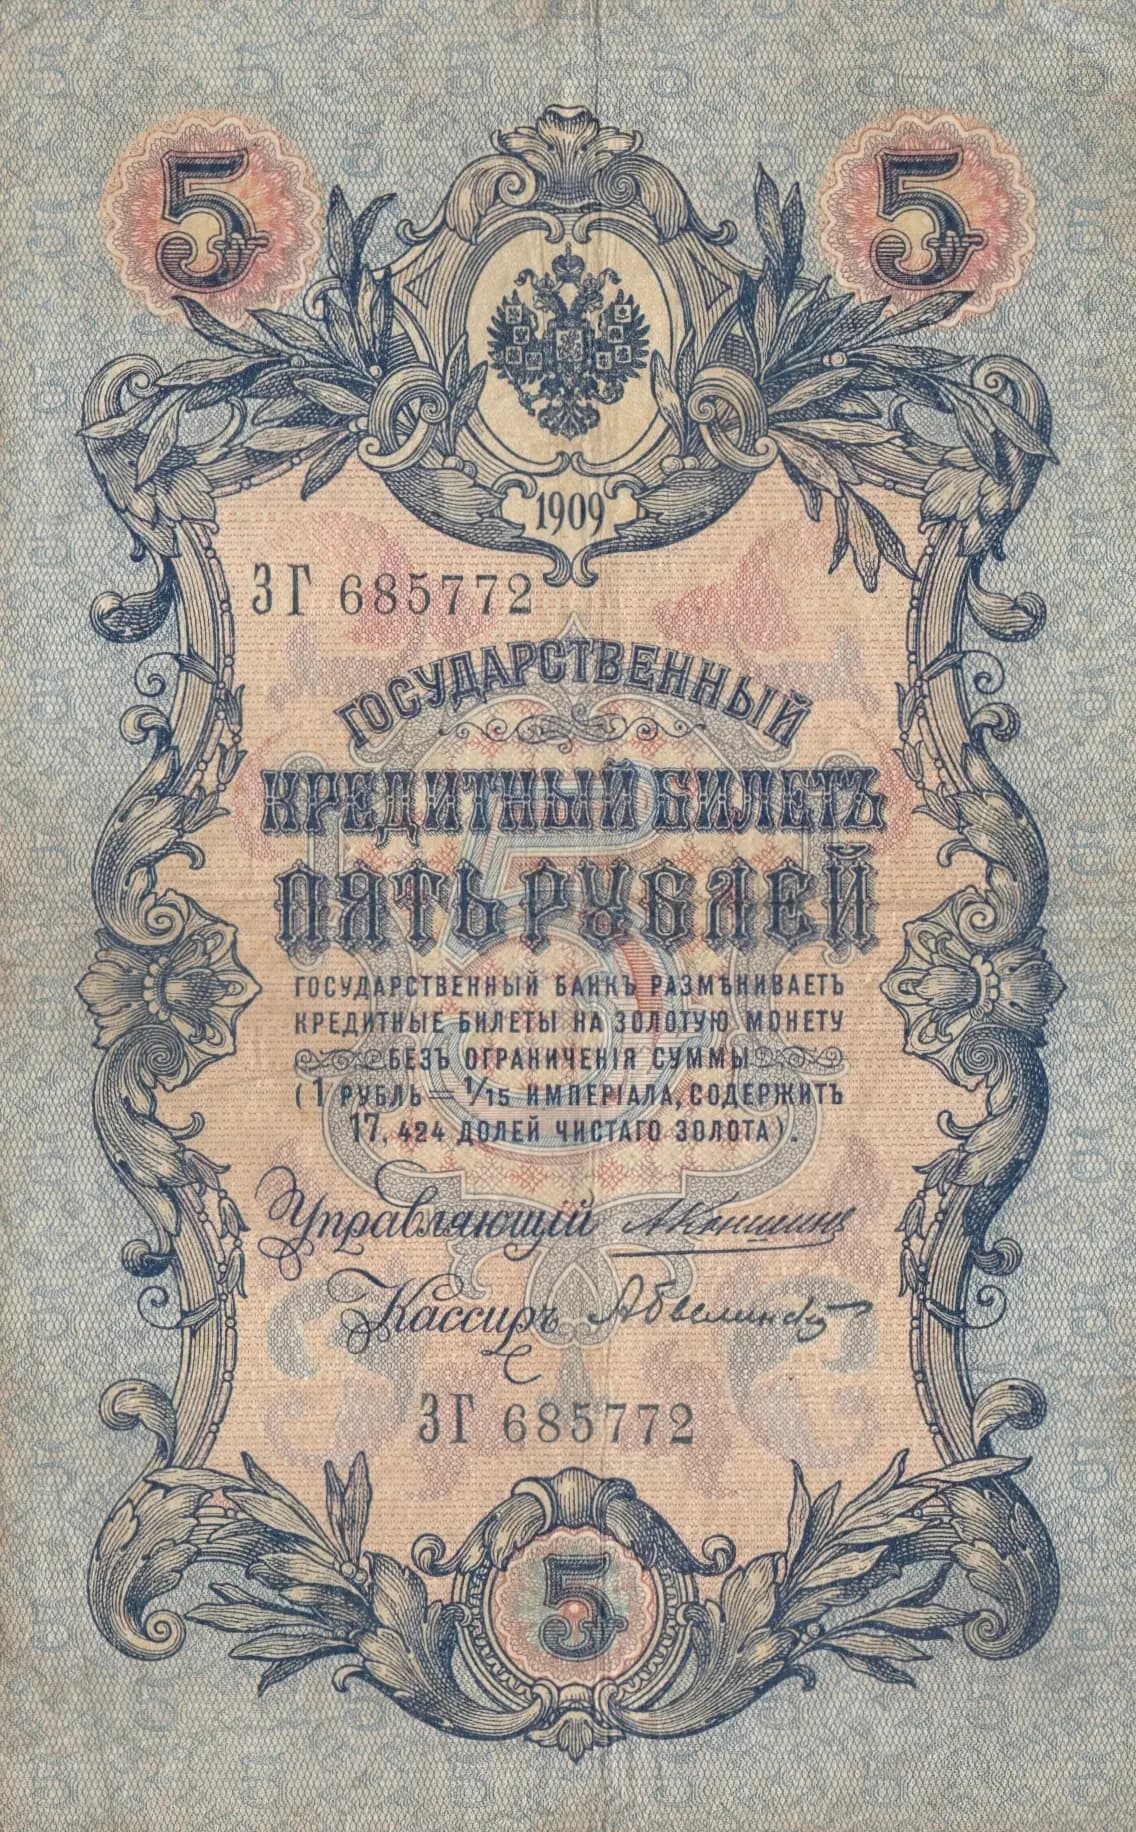 5 5
1909
ЗГ 685772
ГОСУДАРСТВЕННЫЙ
КРЕДИТНЫЙ БИЛЕТЪ
ПЯТЬ РУБЛЕЙ
ГОСУДАРСТВЕННЫЙ БАНКЪ РАЗМѢНИВАЕТЪ
КРЕДИТНЫЕ БИЛЕТЫ НА ЗОЛОТУЮ МОНЕТУ
БЕЗЪ ОГРАНИЧЕНІЯ СУММЫ
(1 РУБЛЬ = 1/15 ИМПЕРІАЛА, СОДЕРЖИТЪ
17,424 ДОЛЕЙ ЧИСТАГО ЗОЛОТА).
Управляющій
Кассиръ
ЗГ 685772
5